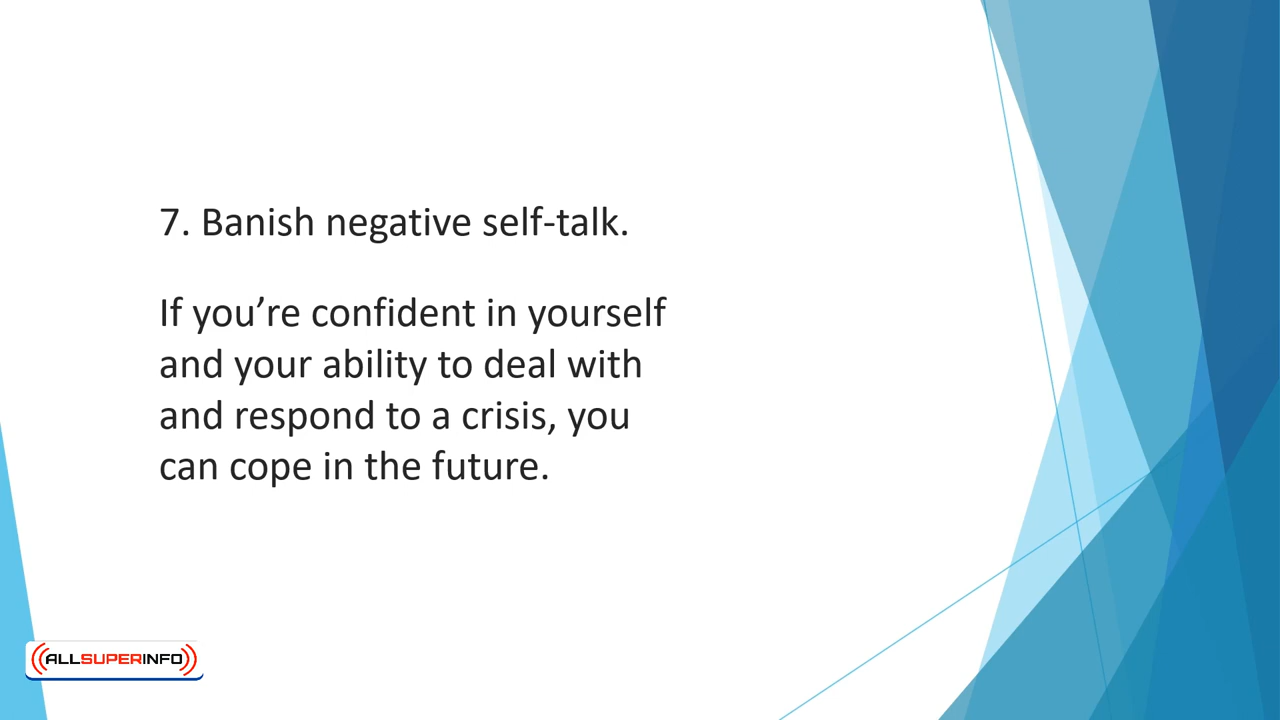 7. Banish negative self-talk.
If you’re confident in yourself
and your ability to deal with
and respond to a crisis, you
can cope in the future.
ALLSUPERINFO